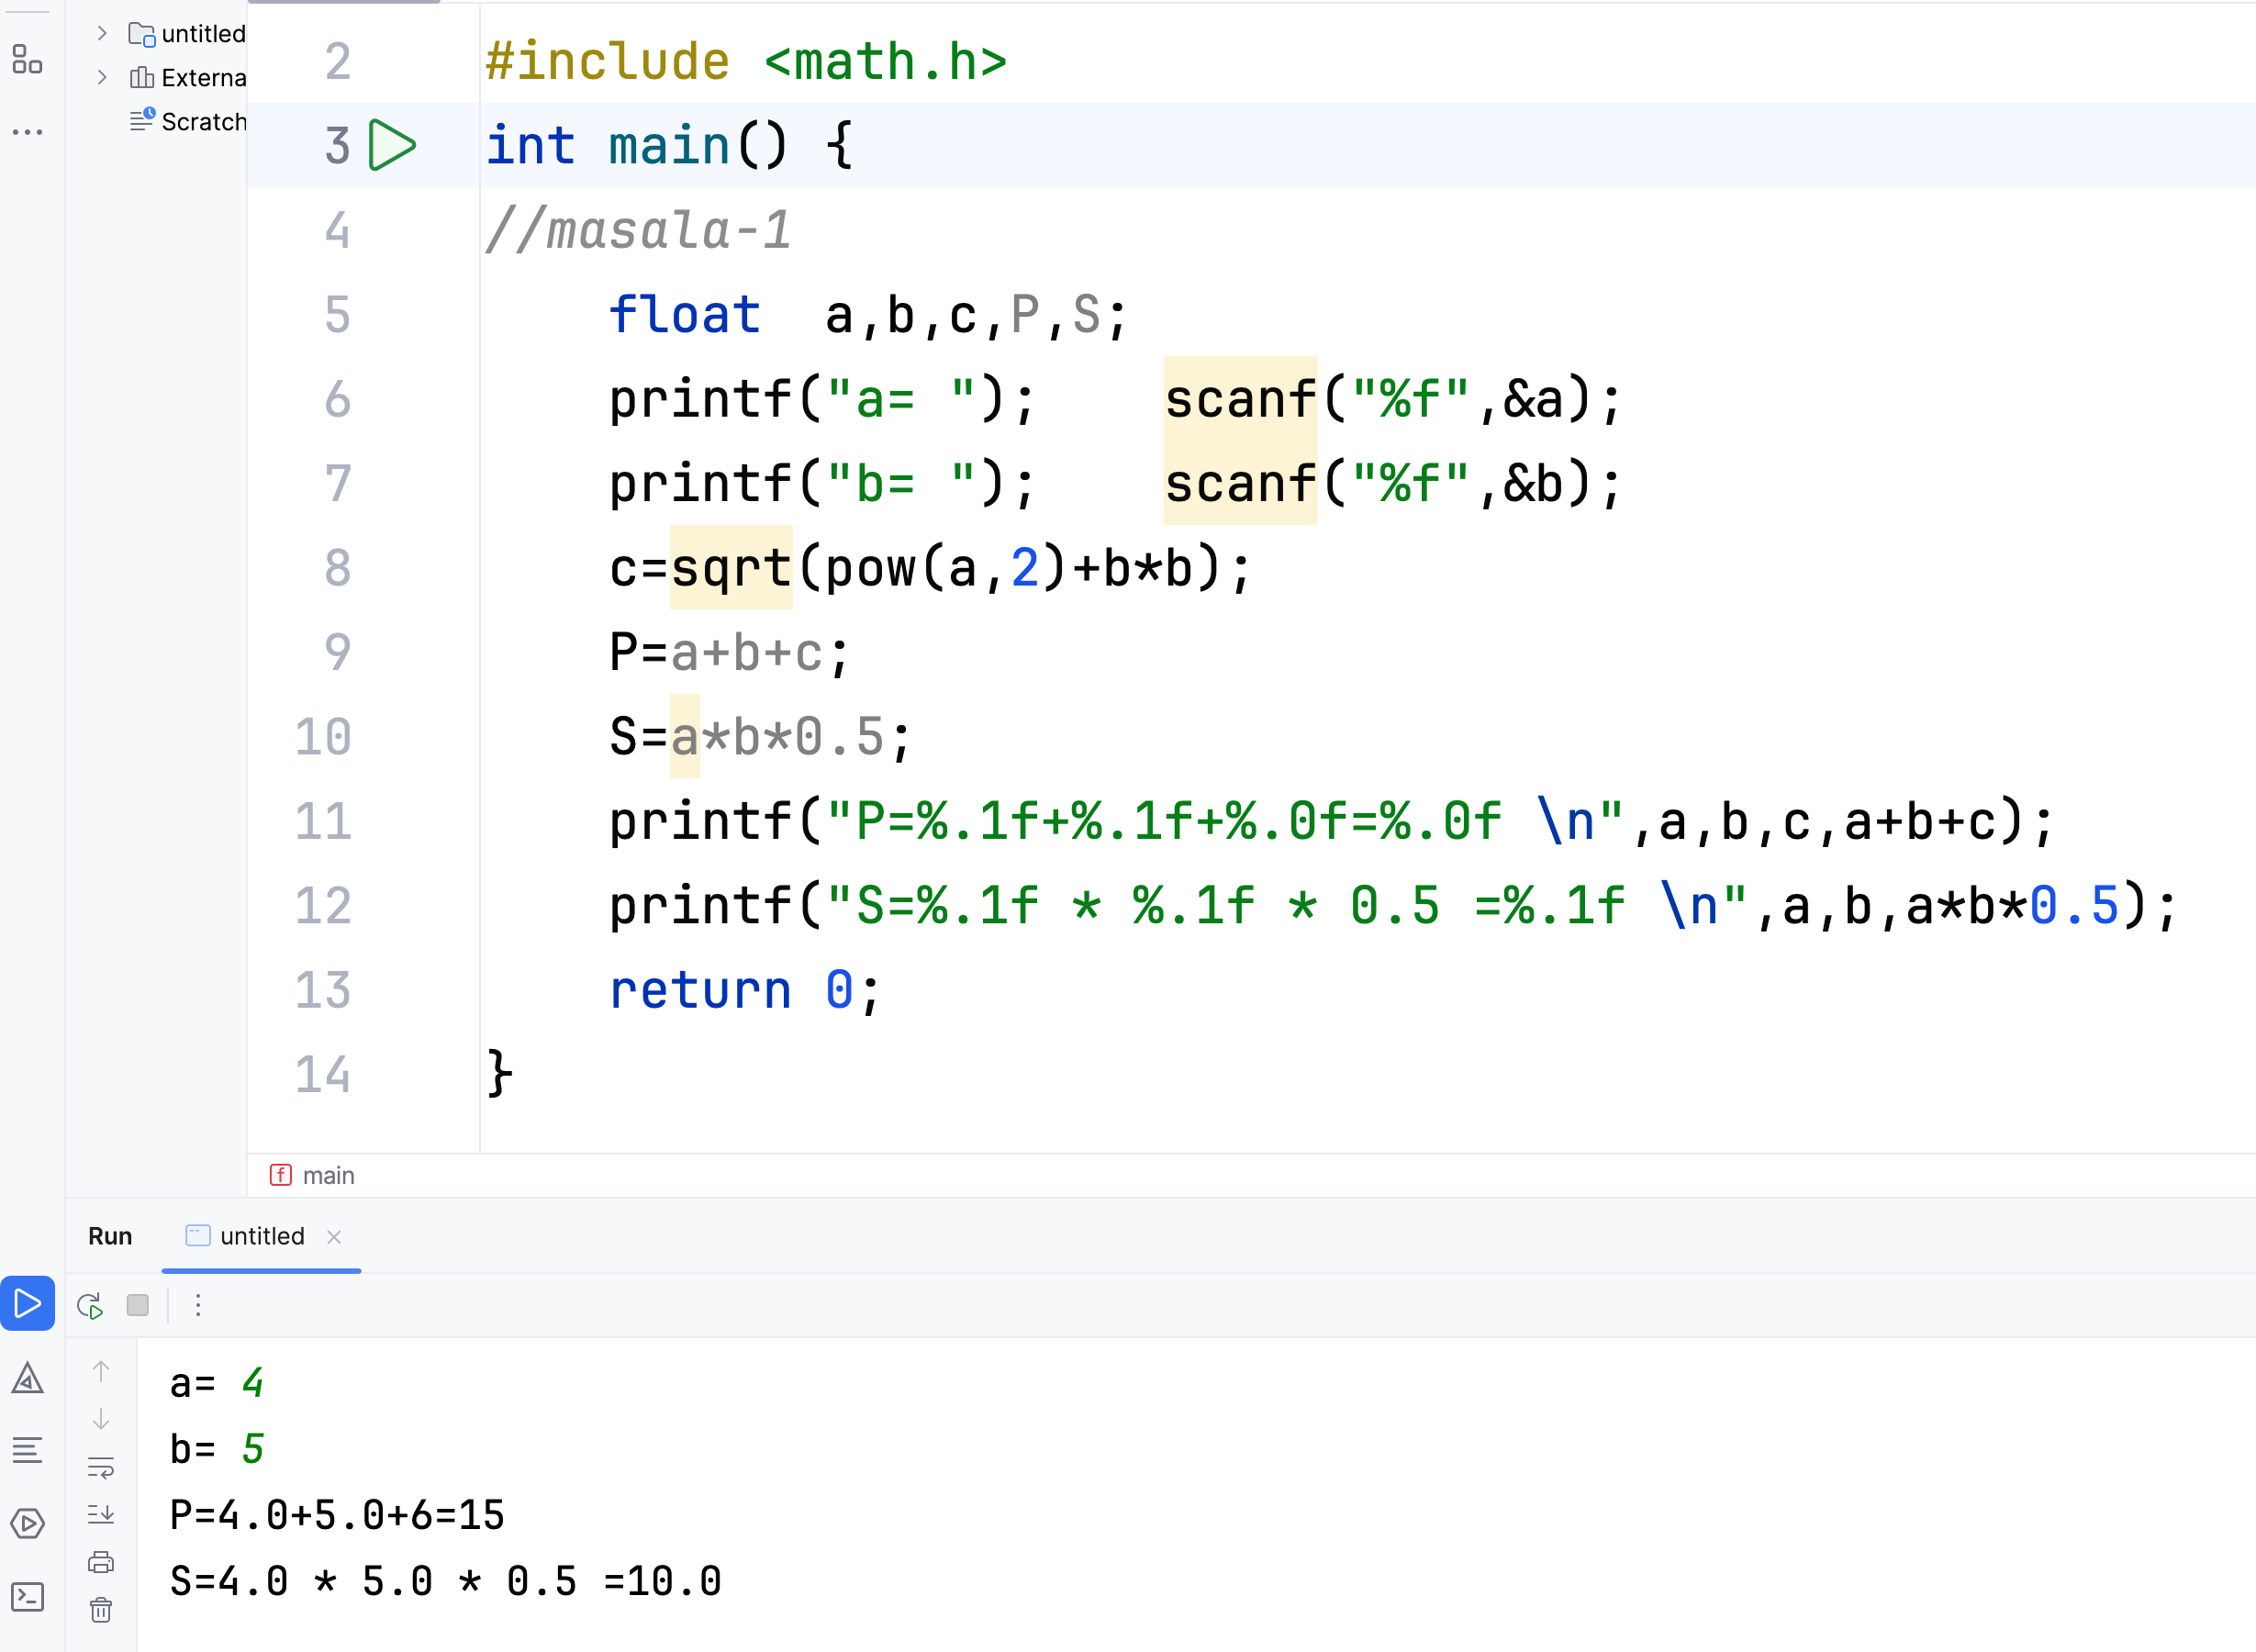 untitled
Externa
Scratch
2 #include <math.h>
3 int main() {
4 //masala-1
5 float  a,b,c,P,S;
6 printf("a= ");    scanf("%f",&a);
7 printf("b= ");    scanf("%f",&b);
8 c=sqrt(pow(a,2)+b*b);
9 P=a+b+c;
10 S=a*b*0.5;
11 printf("P=%.1f+%.1f+%.0f=%.0f \n",a,b,c,a+b+c);
12 printf("S=%.1f * %.1f * 0.5 =%.1f \n",a,b,a*b*0.5);
13 return 0;
14 }
f main
Run untitled
a= 4
b= 5
P=4.0+5.0+6=15
S=4.0 * 5.0 * 0.5 =10.0